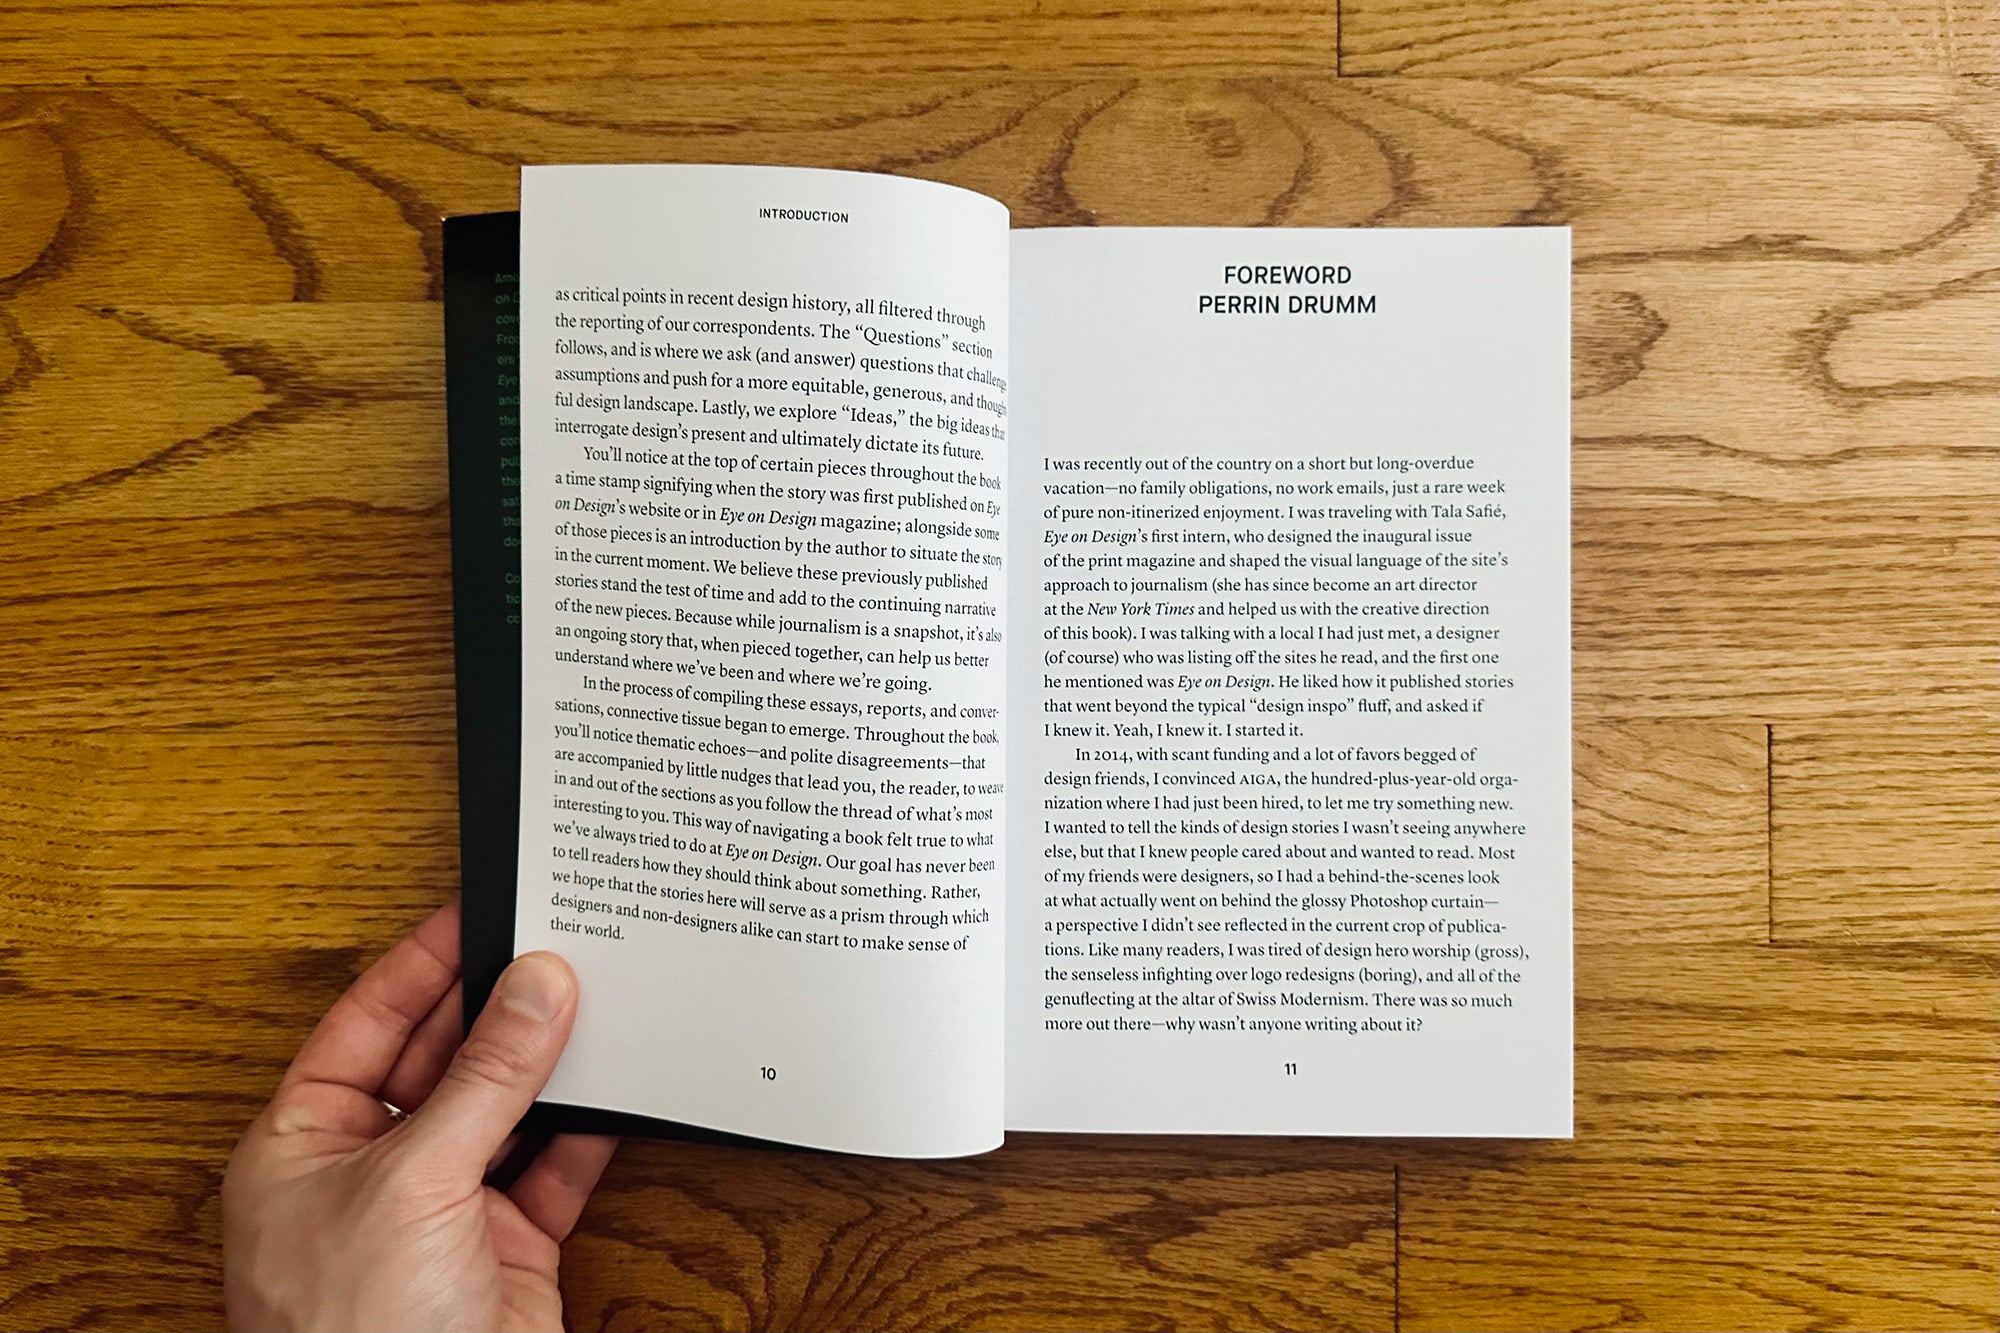 INTRODUCTION
as critical points in recent design history, all filtered through
the reporting of our correspondents. The “Questions” section
follows, and is where we ask (and answer) questions that
assumptions and push for a more equitable, generous, and
ful design landscape. Lastly, we explore “Ideas,” the big ideas
interrogate design’s present and ultimately dictate its future.
You’ll notice at the top of certain pieces throughout the book
a time stamp signifying when the story was first published on Eye
on Design’s website or in Eye on Design magazine; alongside some
of those pieces is an introduction by the author to situate the story
in the current moment. We believe these previously published
stories stand the test of time and add to the continuing narrative
of the new pieces. Because while journalism is a snapshot, it’s also
an ongoing story that, when pieced together, can help us better
understand where we’ve been and where we’re going.
In the process of compiling these essays, reports, and conver-
sations, connective tissue began to emerge. Throughout the book,
you’ll notice thematic echoes—and polite disagreements—that
are accompanied by little nudges that lead you, the reader, to weave
in and out of the sections as you follow the thread of what’s most
interesting to you. This way of navigating a book felt true to what
we’ve always tried to do at Eye on Design. Our goal has never been
to tell readers how they should think about something. Rather,
we hope that the stories here will serve as a prism through which
designers and non-designers alike can start to make sense of
their world.
10
FOREWORD
PERRIN DRUMM
I was recently out of the country on a short but long-overdue
vacation—no family obligations, no work emails, just a rare week
of pure non-itinerized enjoyment. I was traveling with Tala Safié,
Eye on Design’s first intern, who designed the inaugural issue
of the print magazine and shaped the visual language of the site’s
approach to journalism (she has since become an art director
at the New York Times and helped us with the creative direction
of this book). I was talking with a local I had just met, a designer
(of course) who was listing off the sites he read, and the first one
he mentioned was Eye on Design. He liked how it published stories
that went beyond the typical “design inspo” fluff, and asked if
I knew it. Yeah, I knew it. I started it.
In 2014, with scant funding and a lot of favors begged of
design friends, I convinced AIGA, the hundred-plus-year-old orga-
nization where I had just been hired, to let me try something new.
I wanted to tell the kinds of design stories I wasn’t seeing anywhere
else, but that I knew people cared about and wanted to read. Most
of my friends were designers, so I had a behind-the-scenes look
at what actually went on behind the glossy Photoshop curtain—
a perspective I didn’t see reflected in the current crop of publica-
tions. Like many readers, I was tired of design hero worship (gross),
the senseless infighting over logo redesigns (boring), and all of the
genuflecting at the altar of Swiss Modernism. There was so much
more out there—why wasn’t anyone writing about it?
11